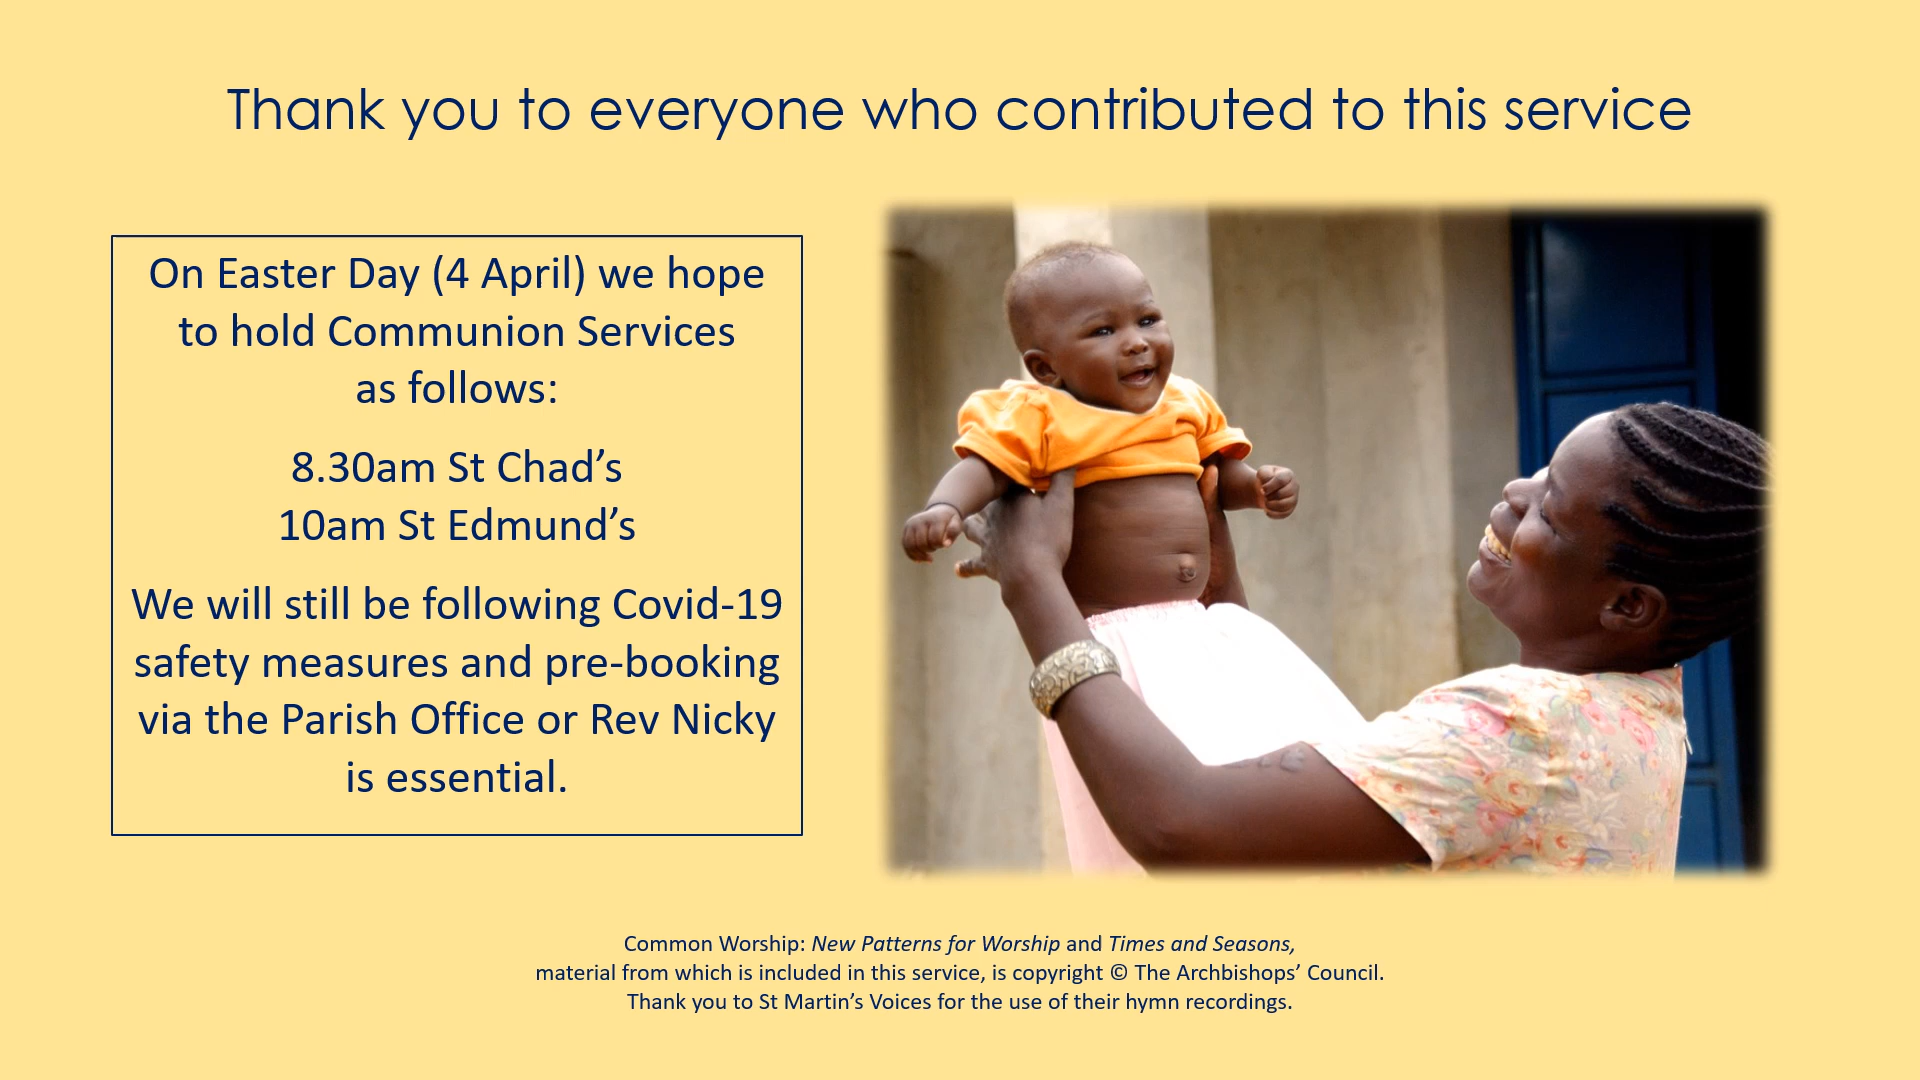 Thank you to everyone who contributed to this service
On Easter Day (4 April) we hope
to hold Communion Services
as follows:
8.30am St Chad’s
10am St Edmund’s
We will still be following Covid-19
safety measures and pre-booking
via the Parish Office or Rev Nicky
is essential.
Common Worship: New Patterns for Worship and Times and Seasons,
material from which is included in this service, is copyright © The Archbishops’ Council.
Thank you to St Martin’s Voices for the use of their hymn recordings.